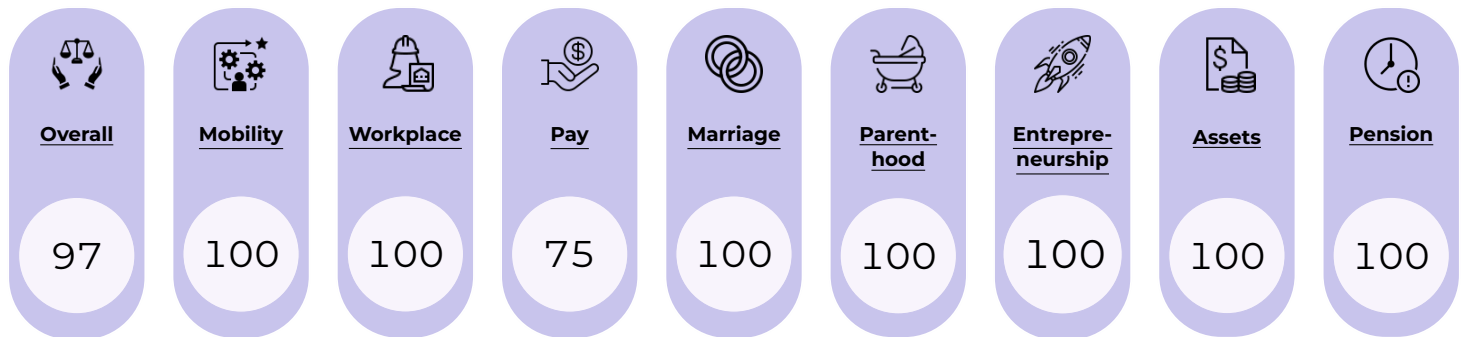 Overall
97
Mobility
100
Workplace
100
Pay
75
Marriage
100
Parent-
hood
100
Entrepre-
neurship
100
Assets
100
Pension
100